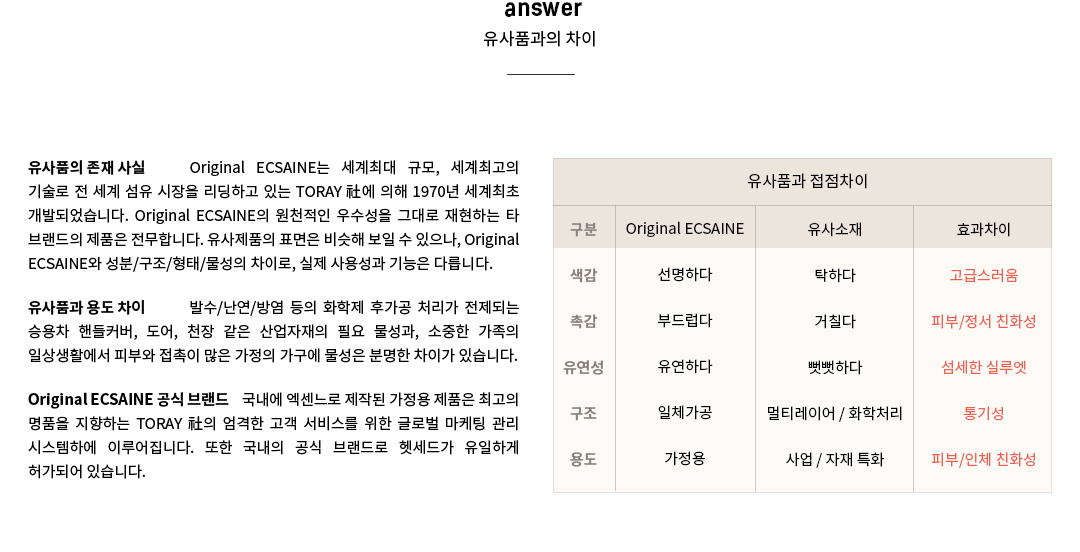 answer
유사품과의 차이
유사품의 존재 사실 Original ECSAINE는 세계최대 규모, 세계최고의
기술로 전 세계 섬유 시장을 리딩하고 있는 TORAY 社에 의해 1970년 세계최초
개발되었습니다. Original ECSAINE의 원천적인 우수성을 그대로 재현하는 타
브랜드의 제품은 전무합니다. 유사제품의 표면은 비슷해 보일 수 있으나, Original
ECSAINE와 성분/구조/형태/물성의 차이로, 실제 사용성과 기능은 다릅니다.
유사품과 용도 차이 발수/난연/방염 등의 화학제 후가공 처리가 전제되는
승용차 핸들커버, 도어, 천장 같은 산업자재의 필요 물성과, 소중한 가족의
일상생활에서 피부와 접촉이 많은 가정의 가구에 물성은 분명한 차이가 있습니다.
Original ECSAINE 공식 브랜드 국내에 엑센느로 제작된 가정용 제품은 최고의
명품을 지향하는 TORAY 社의 엄격한 고객 서비스를 위한 글로벌 마케팅 관리
시스템하에 이루어집니다. 또한 국내의 공식 브랜드로 헷세드가 유일하게
허가되어 있습니다.
유사품과 접점차이
구분 Original ECSAINE 유사소재 효과차이
색감 선명하다 탁하다 고급스러움
촉감 부드럽다 거칠다 피부/정서 친화성
유연성 유연하다 뻣뻣하다 섬세한 실루엣
구조 일체가공 멀티레이어 / 화학처리 통기성
용도 가정용 사업 / 자재 특화 피부/인체 친화성